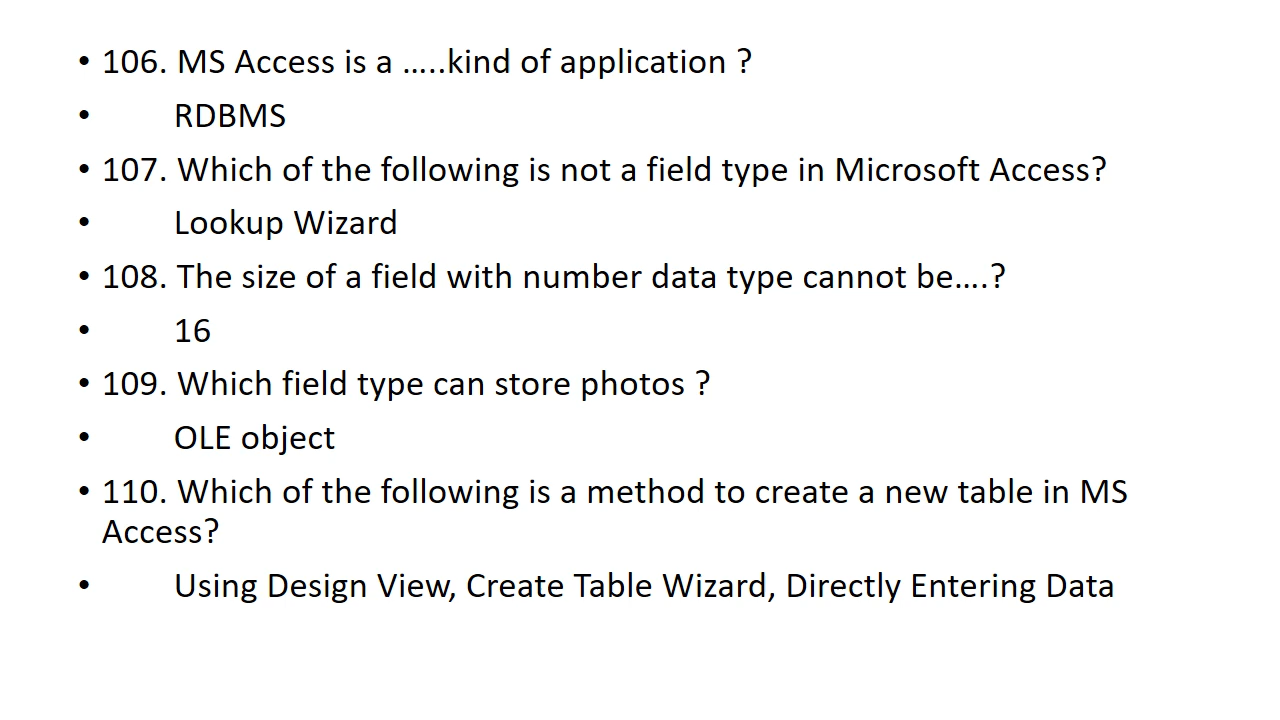 • 106. MS Access is a …..kind of application ?
• RDBMS
• 107. Which of the following is not a field type in Microsoft Access?
• Lookup Wizard
• 108. The size of a field with number data type cannot be….?
• 16
• 109. Which field type can store photos ?
• OLE object
• 110. Which of the following is a method to create a new table in MS
Access?
• Using Design View, Create Table Wizard, Directly Entering Data